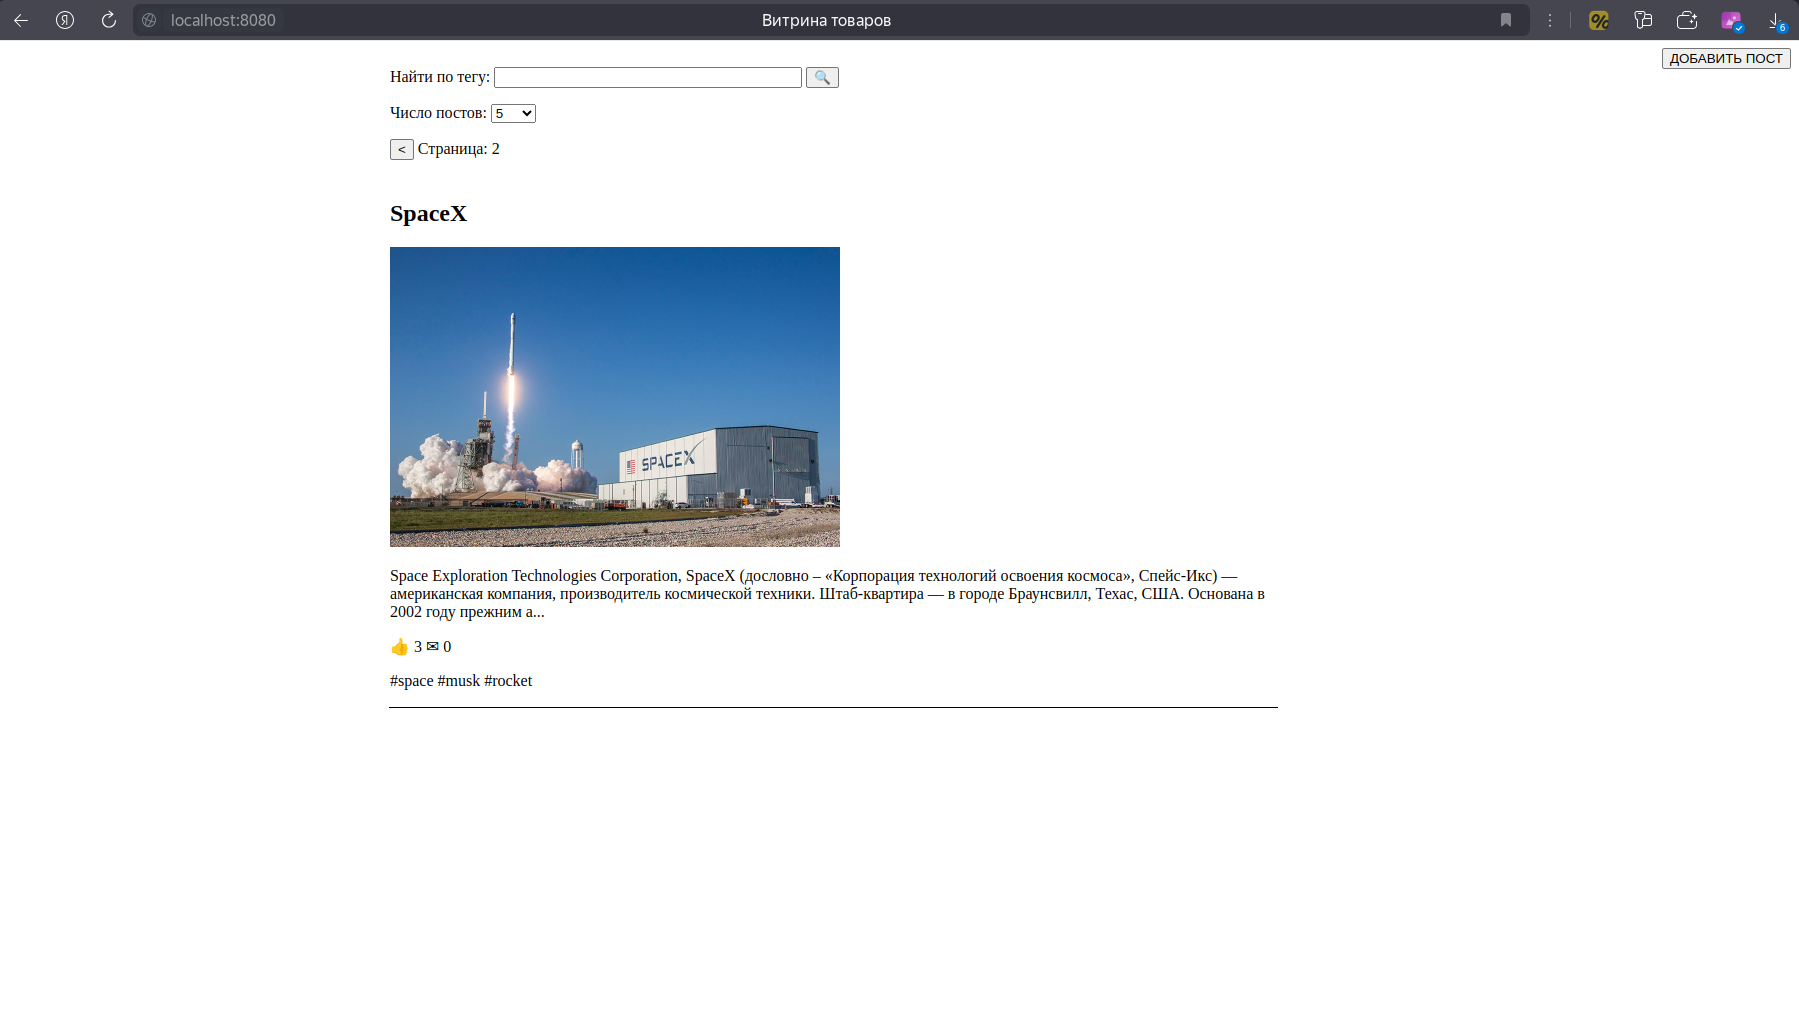 localhost:8080
Витрина товаров
6
ДОБАВИТЬ ПОСТ
Найти по тегу:
Число постов: 5
< Страница: 2
SpaceX
SPACEX
Space Exploration Technologies Corporation, SpaceX (дословно – «Корпорация технологий освоения космоса», Спейс-Икс) —
американская компания, производитель космической техники. Штаб-квартира — в городе Браунсвилл, Техас, США. Основана в
2002 году прежним а...
👍 3 ✉ 0
#space #musk #rocket